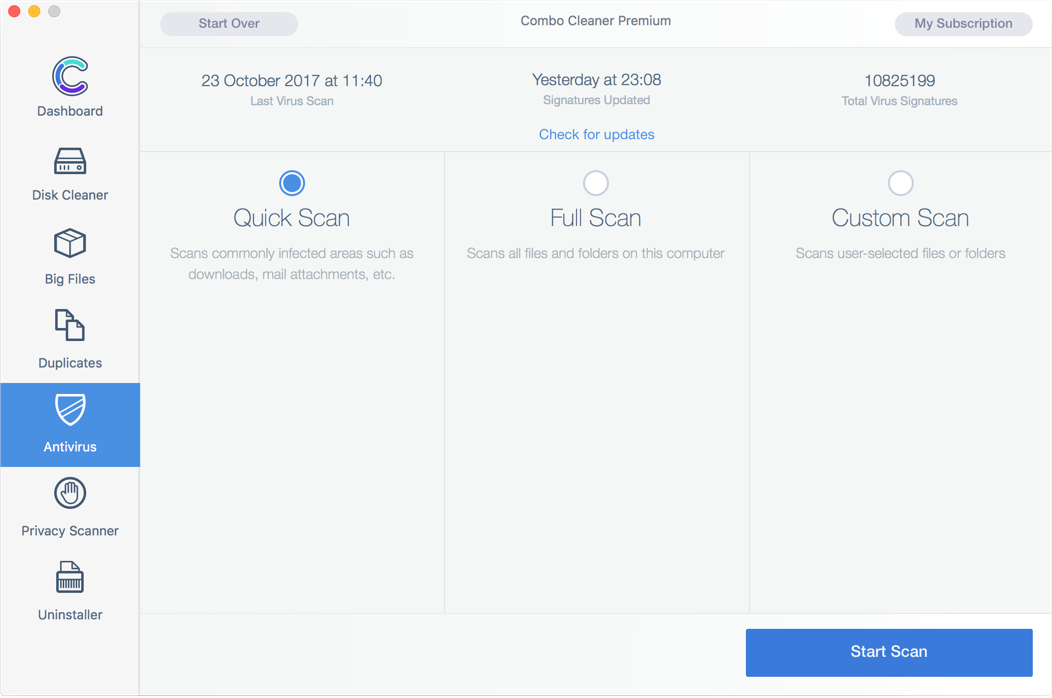 Start Over
Combo Cleaner Premium
My Subscription
Dashboard
Disk Cleaner
Big Files
Duplicates
Antivirus
Privacy Scanner
Uninstaller
23 October 2017 at 11:40
Last Virus Scan
Yesterday at 23:08
Signatures Updated
Check for updates
10825199
Total Virus Signatures
Quick Scan
Scans commonly infected areas such as
downloads, mail attachments, etc.
Full Scan
Scans all files and folders on this computer
Custom Scan
Scans user-selected files or folders
Start Scan